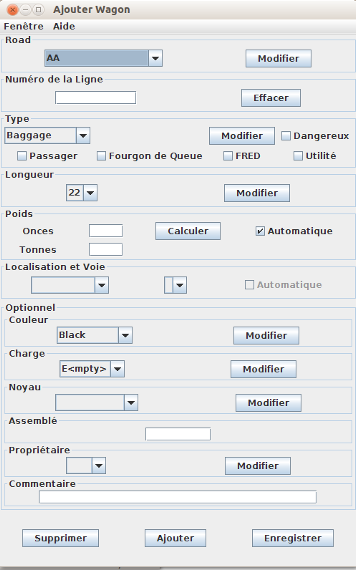 Ajouter Wagon
Fenêtre Aide
Road
AA Modifier
Numéro de la Ligne
Effacer
Type
Baggage Modifier Dangereux
Passager Fourgon de Queue FRED Utilité
Longueur
22 Modifier
Poids
Onces Calculer Automatique
Tonnes
Localisation et Voie
Automatique
Optionnel
Couleur
Black Modifier
Charge
E<mpty> Modifier
Noyau
Modifier
Assemblé
Propriétaire
Modifier
Commentaire
Supprimer Ajouter Enregistrer